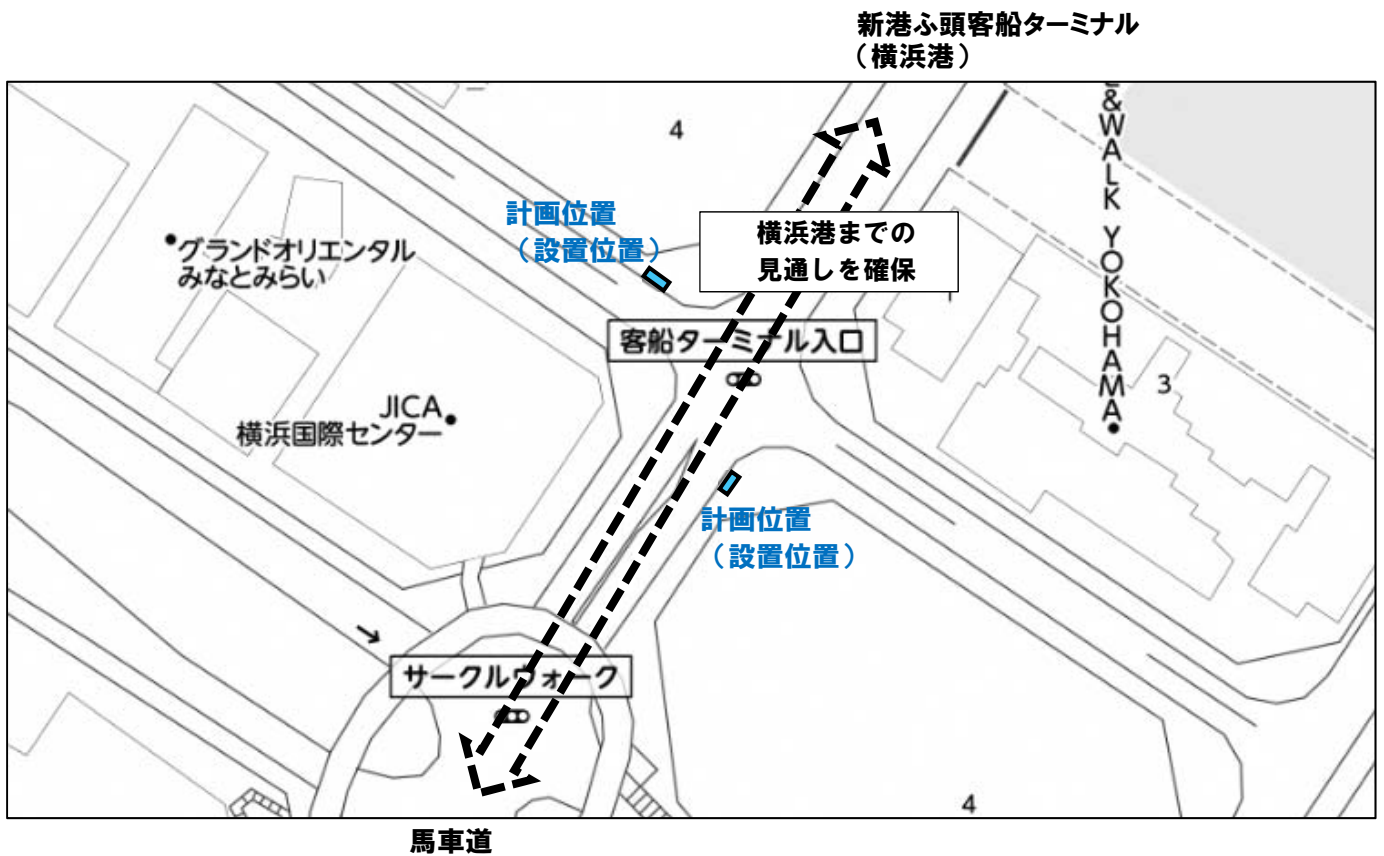 新港ふ頭客船ターミナル
（横浜港）
&WALK YOKOHAMA
4
計画位置
（設置位置）
横浜港までの
見通しを確保
グランドオリエンタル
みなとみらい
客船ターミナル入口
3
JICA
横浜国際センター
計画位置
（設置位置）
サークルウォーク
4
馬車道